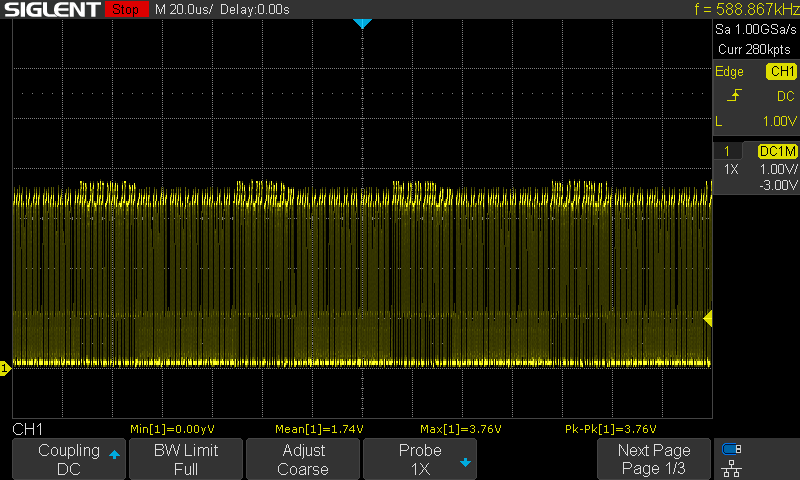 SIGLENT Stop M 20.0us/ Delay:0.00s f = 588.867kHz
Sa 1.00GSa/s
Curr 280kpts
Edge CH1
DC
L 1.00V
1 DC1M
1X 1.00V/
-3.00V
1
CH1 Min[1]=0.00yV Mean[1]=1.74V Max[1]=3.76V Pk-Pk[1]=3.76V
Coupling BW Limit Adjust Probe Next Page
DC Full Coarse 1X Page 1/3